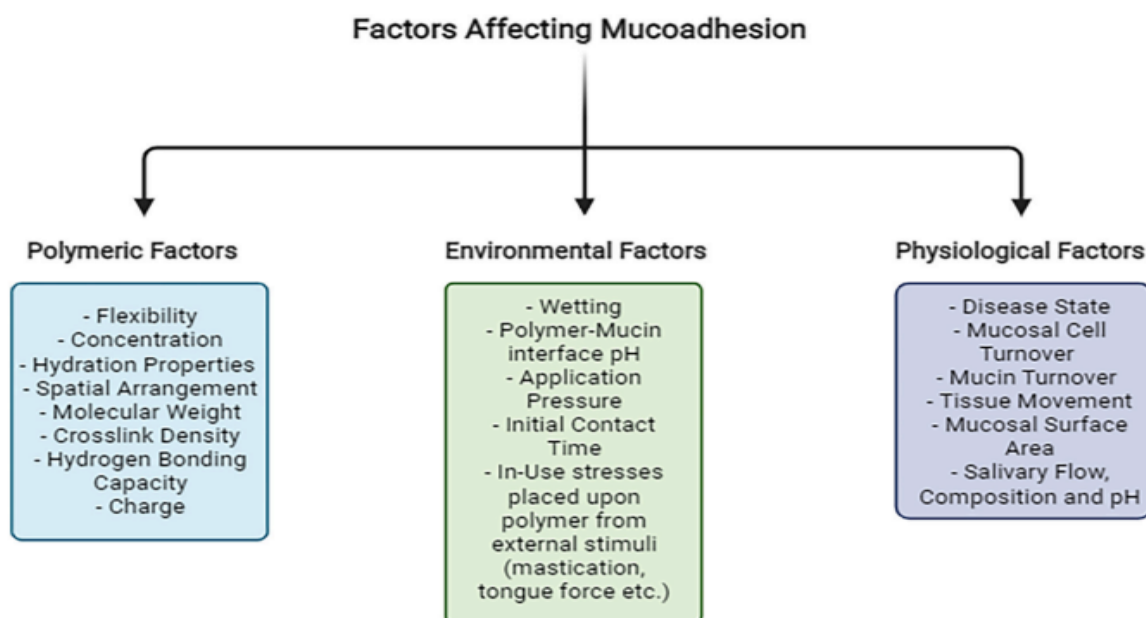 Factors Affecting Mucoadhesion
Polymeric Factors
- Flexibility
- Concentration
- Hydration Properties
- Spatial Arrangement
- Molecular Weight
- Crosslink Density
- Hydrogen Bonding
Capacity
- Charge
Environmental Factors
- Wetting
- Polymer-Mucin
interface pH
- Application
Pressure
- Initial Contact
Time
- In-Use stresses
placed upon
polymer from
external stimuli
(mastication,
tongue force etc.)
Physiological Factors
- Disease State
- Mucosal Cell
Turnover
- Mucin Turnover
- Tissue Movement
- Mucosal Surface
Area
- Salivary Flow,
Composition and pH